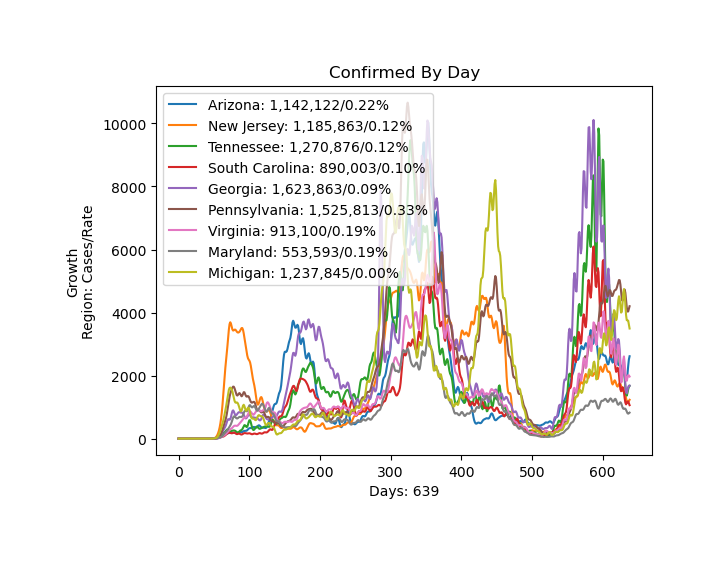 Confirmed By Day
Growth
Region: Cases/Rate
10000
8000
6000
4000
2000
0
Arizona: 1,142,122/0.22%
New Jersey: 1,185,863/0.12%
Tennessee: 1,270,876/0.12%
South Carolina: 890,003/0.10%
Georgia: 1,623,863/0.09%
Pennsylvania: 1,525,813/0.33%
Virginia: 913,100/0.19%
Maryland: 553,593/0.19%
Michigan: 1,237,845/0.00%
0 100 200 300 400 500 600
Days: 639